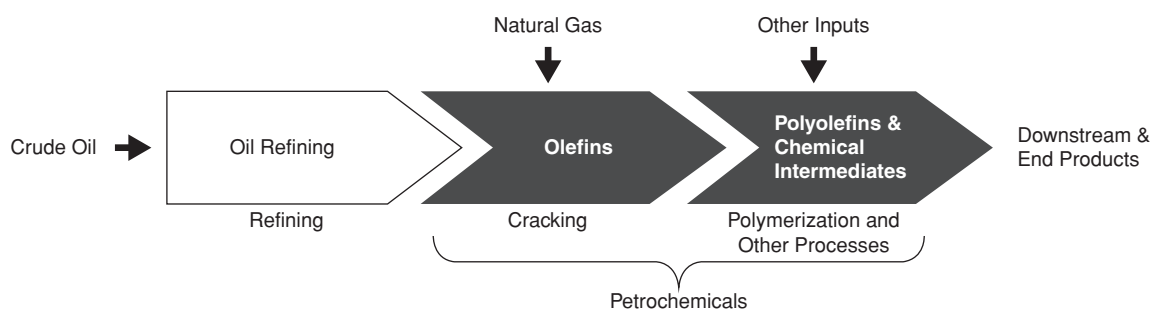 Natural Gas
Other Inputs
Crude Oil
Oil Refining
Olefins
Polyolefins &
Chemical
Intermediates
Downstream &
End Products
Refining
Cracking
Polymerization and
Other Processes
Petrochemicals